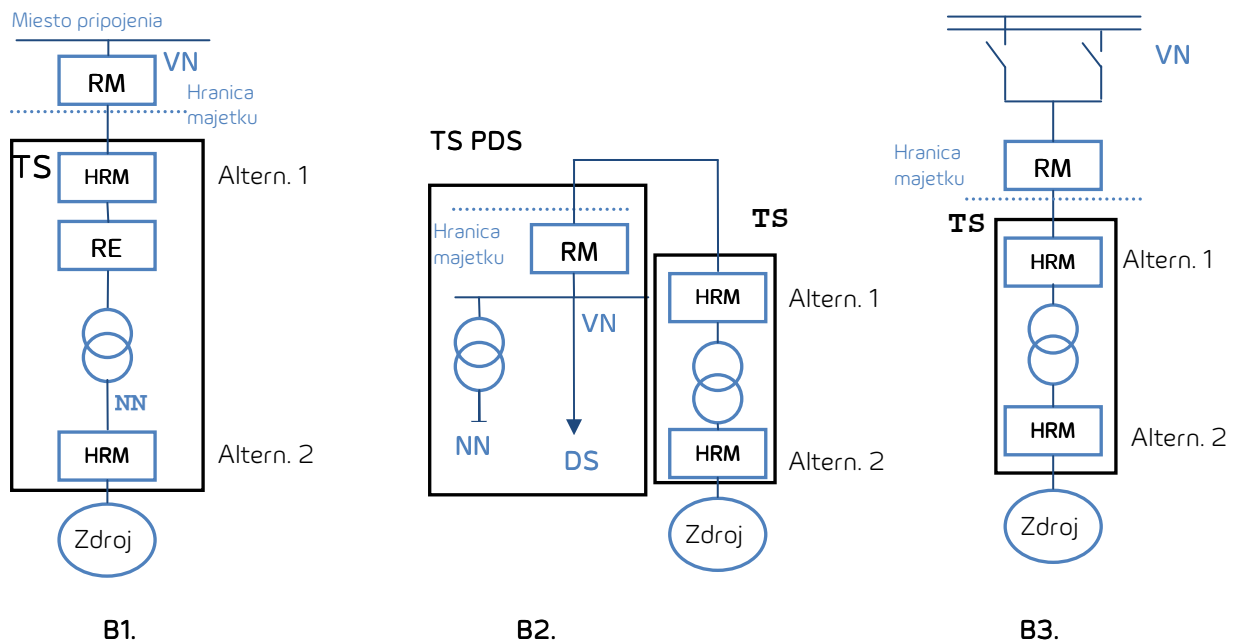 Miesto pripojenia
VN
RM
Hranica
majetku
TS
HRM
Altern. 1
RE
NN
HRM
Altern. 2
Zdroj
B1.
TS PDS
Hranica
majetku
RM
VN
NN
DS
TS
HRM
Altern. 1
HRM
Altern. 2
Zdroj
B2.
VN
Hranica
majetku
RM
TS
HRM
Altern. 1
HRM
Altern. 2
Zdroj
B3.